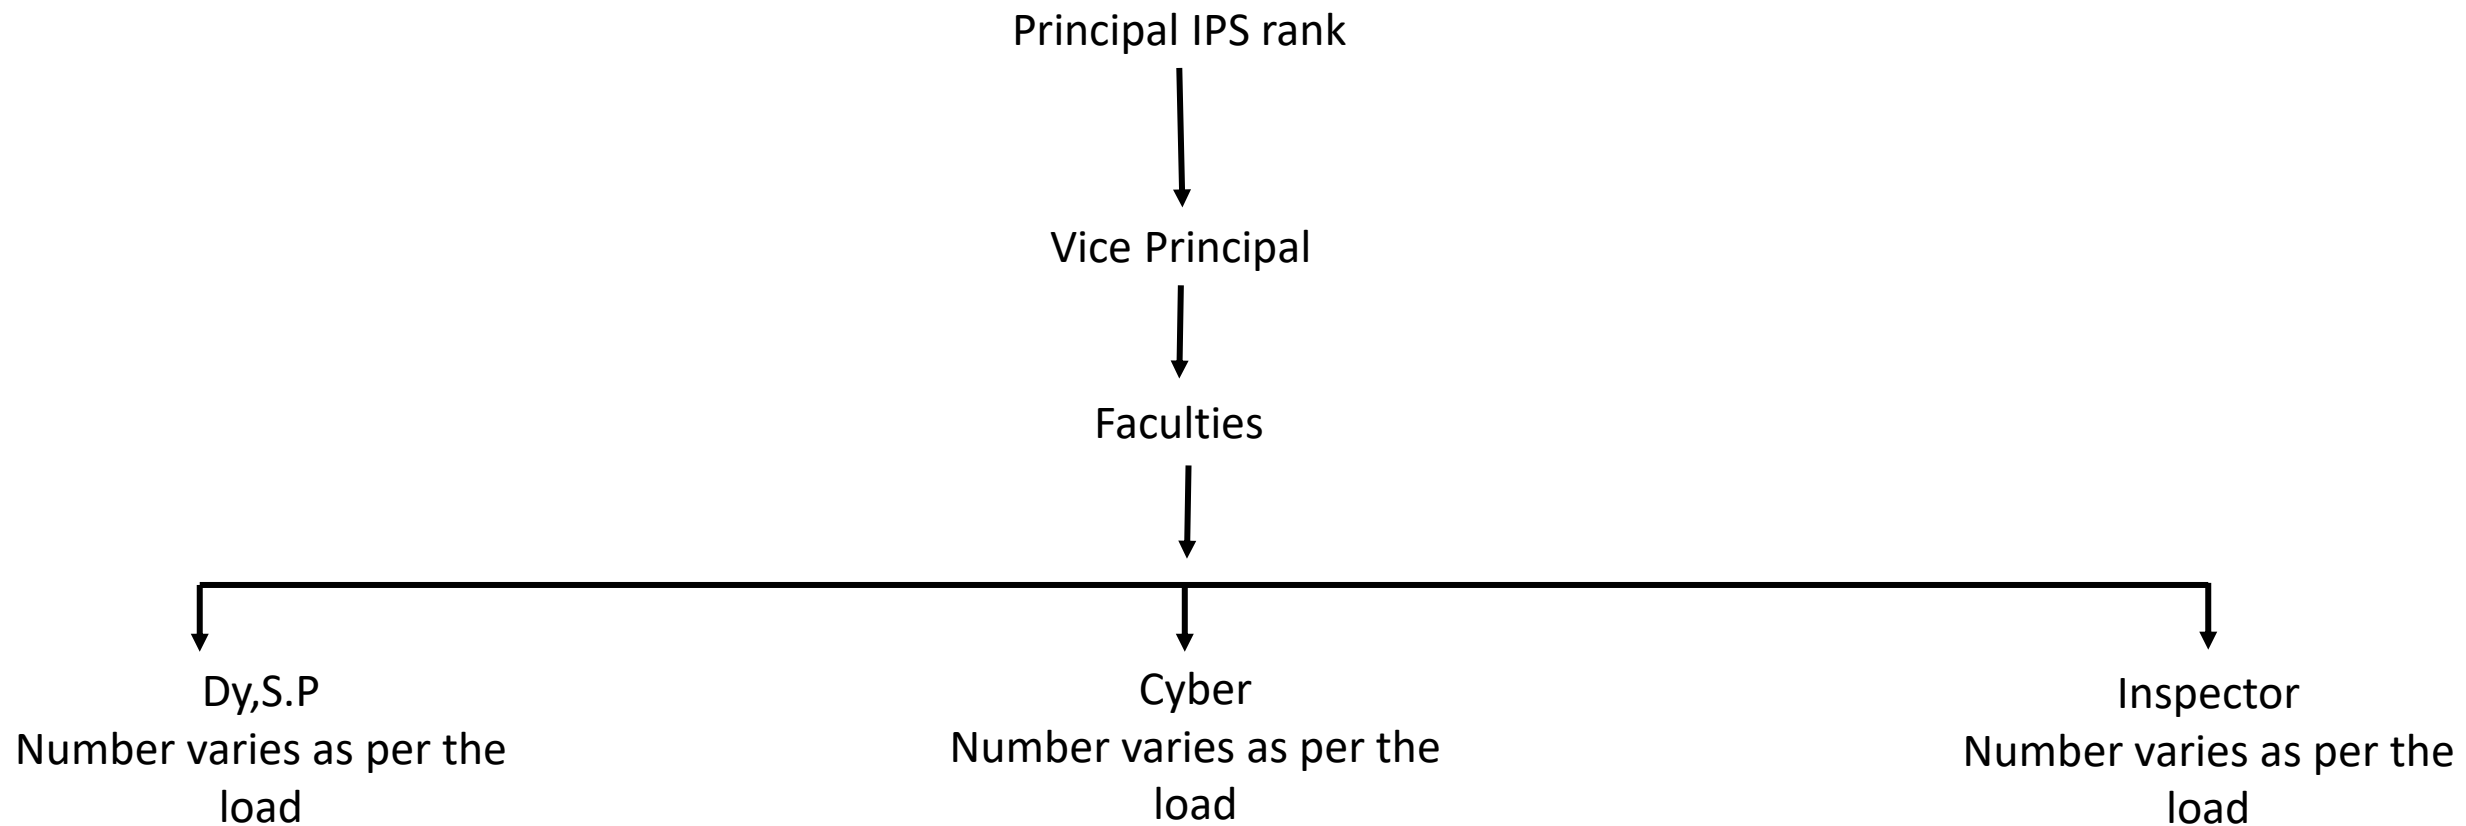 Principal IPS rank
Vice Principal
Faculties
Dy,S.P
Number varies as per the
load
Cyber
Number varies as per the
load
Inspector
Number varies as per the
load